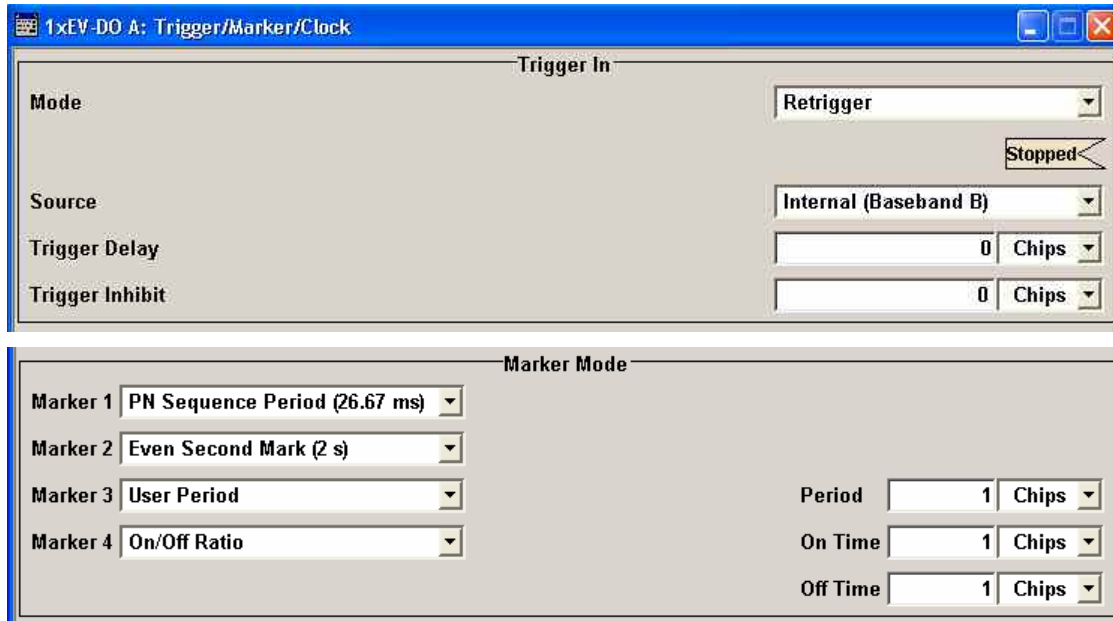 1xEV-DO A: Trigger/Marker/Clock
Trigger In
Mode Retrigger
Stopped
Source Internal (Baseband B)
Trigger Delay 0 Chips
Trigger Inhibit 0 Chips
Marker Mode
Marker 1 PN Sequence Period (26.67 ms)
Marker 2 Even Second Mark (2 s)
Marker 3 User Period Period 1 Chips
Marker 4 On/Off Ratio On Time 1 Chips
Off Time 1 Chips